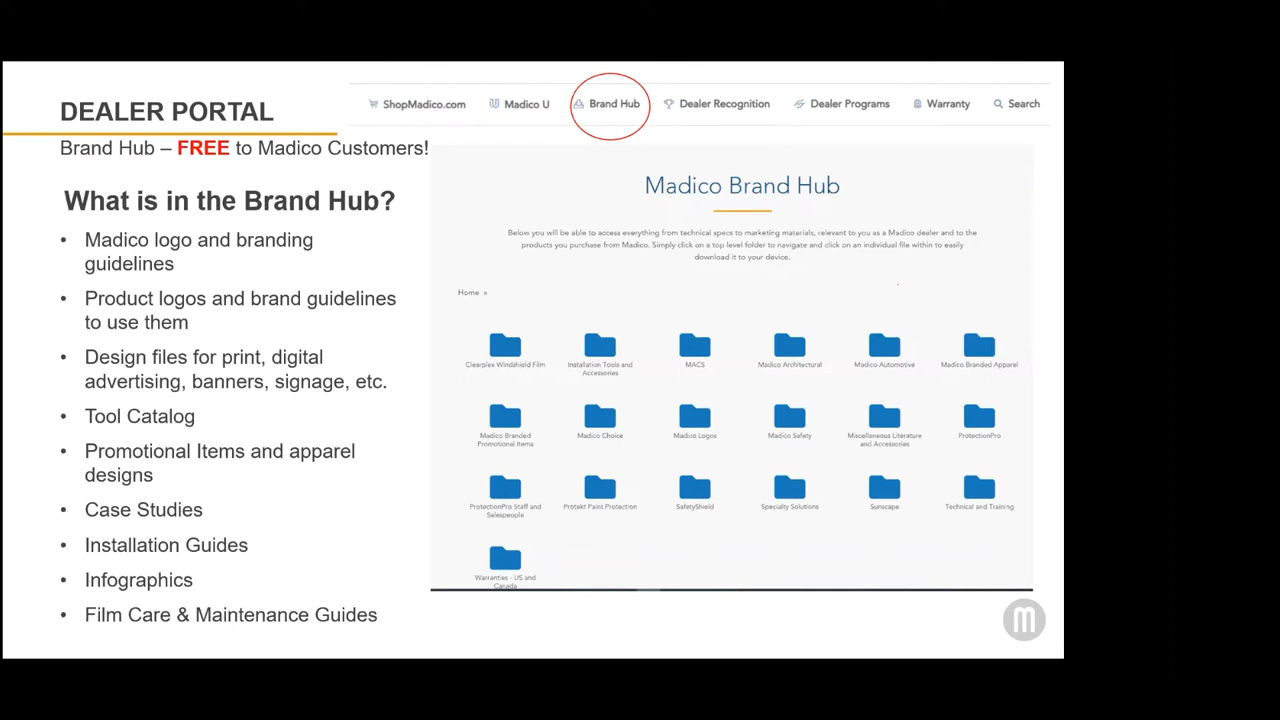 DEALER PORTAL
Brand Hub – FREE to Madico Customers!
What is in the Brand Hub?
• Madico logo and branding
guidelines
• Product logos and brand guidelines
to use them
• Design files for print, digital
advertising, banners, signage, etc.
• Tool Catalog
• Promotional Items and apparel
designs
• Case Studies
• Installation Guides
• Infographics
• Film Care & Maintenance Guides
ShopMadico.com Madico U Brand Hub Dealer Recognition Dealer Programs Warranty Search
Madico Brand Hub
Below you will be able to access everything from technical specs to marketing materials, relevant to you as a Madico dealer and to the
products you purchase from Madico. Simply click on a top level folder to navigate and click on an individual file within to easily
download it to your device.
Home »
Clearplex Windshield Film
Installation Tools and
Accessories
MACS
Madico Architectural
Madico Automotive
Madico Branded Apparel
Madico Branded
Promotional Items
Madico Choice
Madico Logos
Madico Safety
Miscellaneous Literature
and Accessories
ProtectionPro
ProtectionPro Staff and
Salespeople
Protekt Paint Protection
SafetyShield
Specialty Solutions
Sunscape
Technical and Training
Warranties - US and
Canada
m